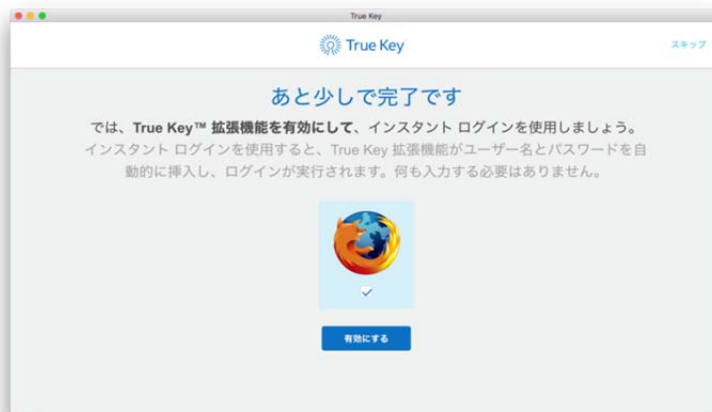 True Key
True Key
スキップ
あと少しで完了です
では、True Key™ 拡張機能を有効にして、インスタント ログインを使用しましょう。
インスタント ログインを使用すると、True Key 拡張機能がユーザー名とパスワードを自
動的に挿入し、ログインが実行されます。何も入力する必要はありません。
有効にする